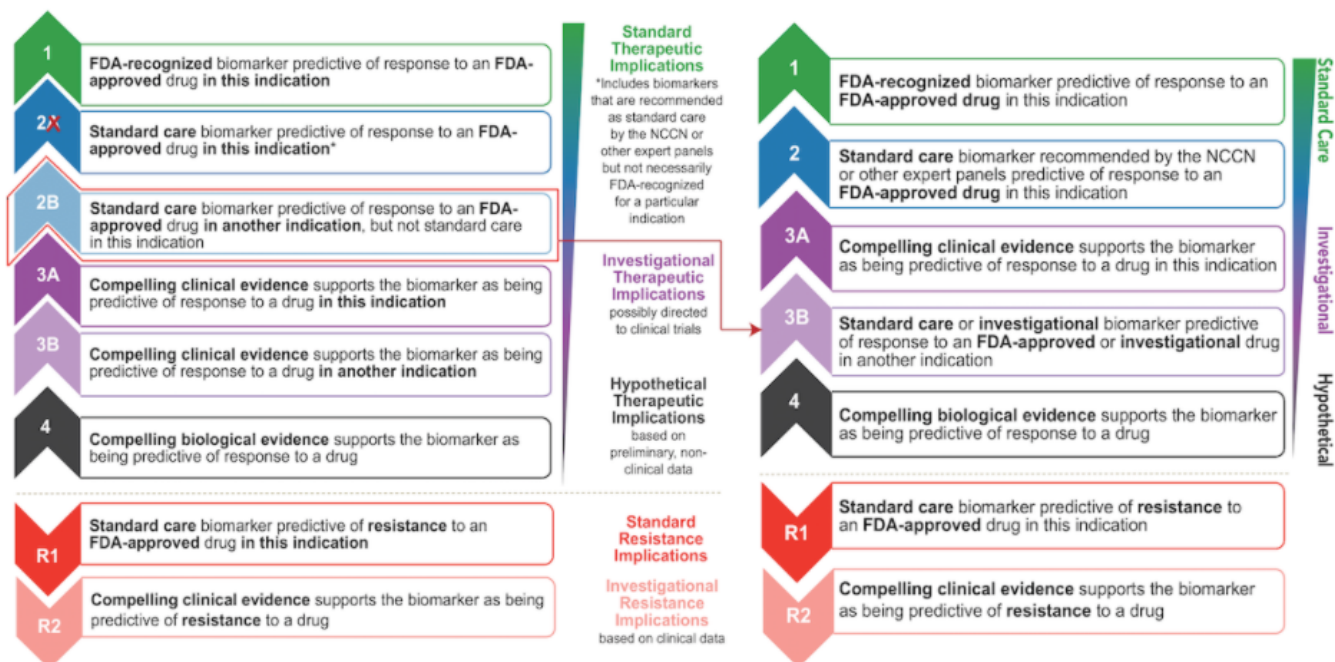 1
FDA-recognized biomarker predictive of response to an FDA-
approved drug in this indication
2X
Standard care biomarker predictive of response to an FDA-
approved drug in this indication*
2B
Standard care biomarker predictive of response to an FDA-
approved drug in another indication, but not standard care
in this indication
3A
Compelling clinical evidence supports the biomarker as being
predictive of response to a drug in this indication
3B
Compelling clinical evidence supports the biomarker as being
predictive of response to a drug in another indication
4
Compelling biological evidence supports the biomarker as
being predictive of response to a drug
R1
Standard care biomarker predictive of resistance to an
FDA-approved drug in this indication
R2
Compelling clinical evidence supports the biomarker as being
predictive of resistance to a drug
Standard
Therapeutic
Implications
*Includes biomarkers
that are recommended
as standard care
by the NCCN or
other expert panels
but not necessarily
FDA-recognized
for a particular
indication
Investigational
Therapeutic
Implications
possibly directed
to clinical trials
Hypothetical
Therapeutic
Implications
based on
preliminary, non-
clinical data
Standard
Resistance
Implications
Investigational
Resistance
Implications
based on clinical data
1
FDA-recognized biomarker predictive of response to an
FDA-approved drug in this indication
2
Standard care biomarker recommended by the NCCN
or other expert panels predictive of response to an
FDA-approved drug in this indication
3A
Compelling clinical evidence supports the biomarker
as being predictive of response to a drug in this indication
3B
Standard care or investigational biomarker predictive
of response to an FDA-approved or investigational drug
in another indication
4
Compelling biological evidence supports the biomarker
as being predictive of response to a drug
R1
Standard care biomarker predictive of resistance to
an FDA-approved drug in this indication
R2
Compelling clinical evidence supports the biomarker
as being predictive of resistance to a drug
Standard Care
Investigational
Hypothetical